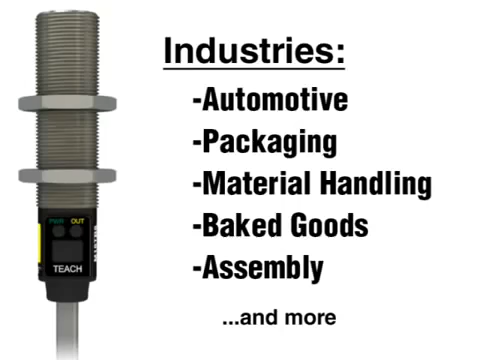 Industries:
-Automotive
-Packaging
-Material Handling
-Baked Goods
-Assembly
...and more
PWR OUT
TEACH